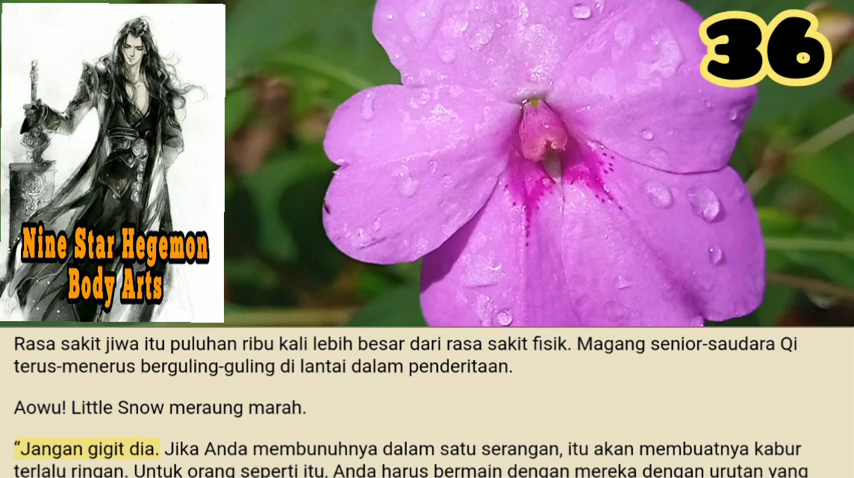 36
Nine Star Hegemon
Body Arts
Rasa sakit jiwa itu puluhan ribu kali lebih besar dari rasa sakit fisik. Magang senior-saudara Qi
terus-menerus berguling-guling di lantai dalam penderitaan.
Aowu! Little Snow meraung marah.
“Jangan gigit dia. Jika Anda membunuhnya dalam satu serangan, itu akan membuatnya kabur
terlalu ringan. Untuk orang seperti itu, Anda harus bermain dengan mereka dengan urutan yang